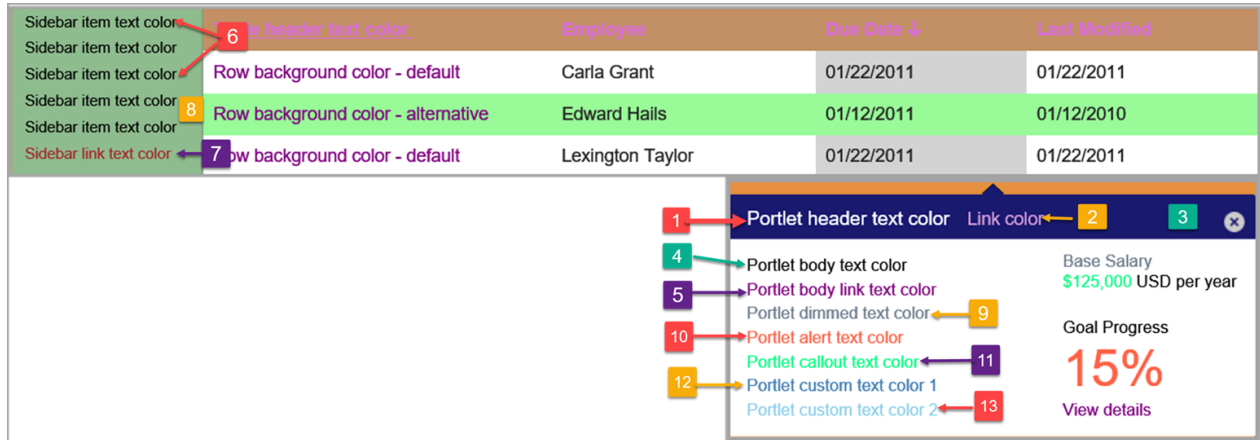 Sidebar item text color
6
header text color Employee Due Date ↓ Last Modified
Sidebar item text color
Sidebar item text color
Row background color - default Carla Grant 01/22/2011 01/22/2011
Sidebar item text color
8
Row background color - alternative Edward Hails 01/12/2011 01/12/2010
Sidebar item text color
Sidebar link text color
7
ow background color - default Lexington Taylor 01/22/2011 01/22/2011
1 Portlet header text color Link color 2 3
4 Portlet body text color
5 Portlet body link text color
Portlet dimmed text color 9
10 Portlet alert text color
Portlet callout text color 11
12 Portlet custom text color 1
Portlet custom text color 2 13
Base Salary
$125,000 USD per year
Goal Progress
15%
View details